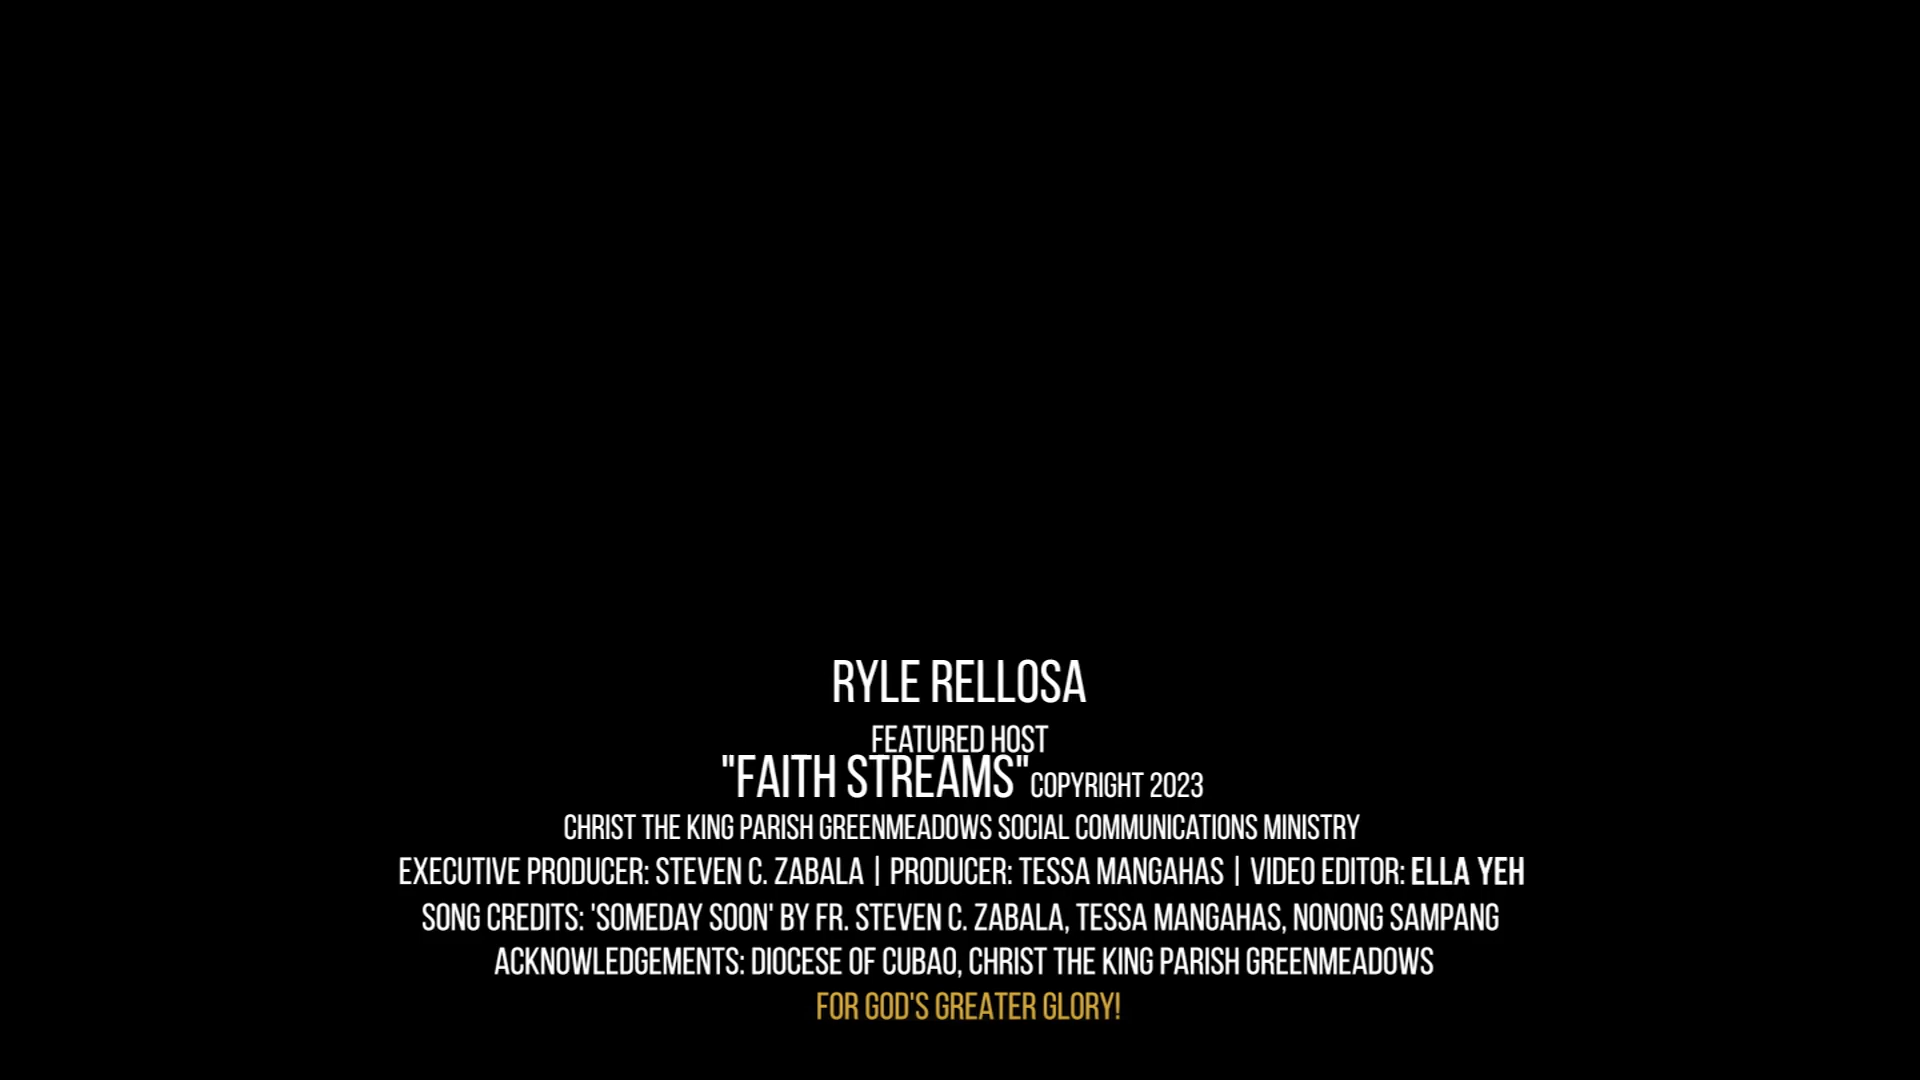 RYLE RELLOSA
FEATURED HOST
"FAITH STREAMS" COPYRIGHT 2023
CHRIST THE KING PARISH GREENMEADOWS SOCIAL COMMUNICATIONS MINISTRY
EXECUTIVE PRODUCER: STEVEN C. ZABALA | PRODUCER: TESSA MANGAHAS | VIDEO EDITOR: ELLA YEH
SONG CREDITS: 'SOMEDAY SOON' BY FR. STEVEN C. ZABALA, TESSA MANGAHAS, NONONG SAMPANG
ACKNOWLEDGEMENTS: DIOCESE OF CUBAO, CHRIST THE KING PARISH GREENMEADOWS
FOR GOD'S GREATER GLORY!